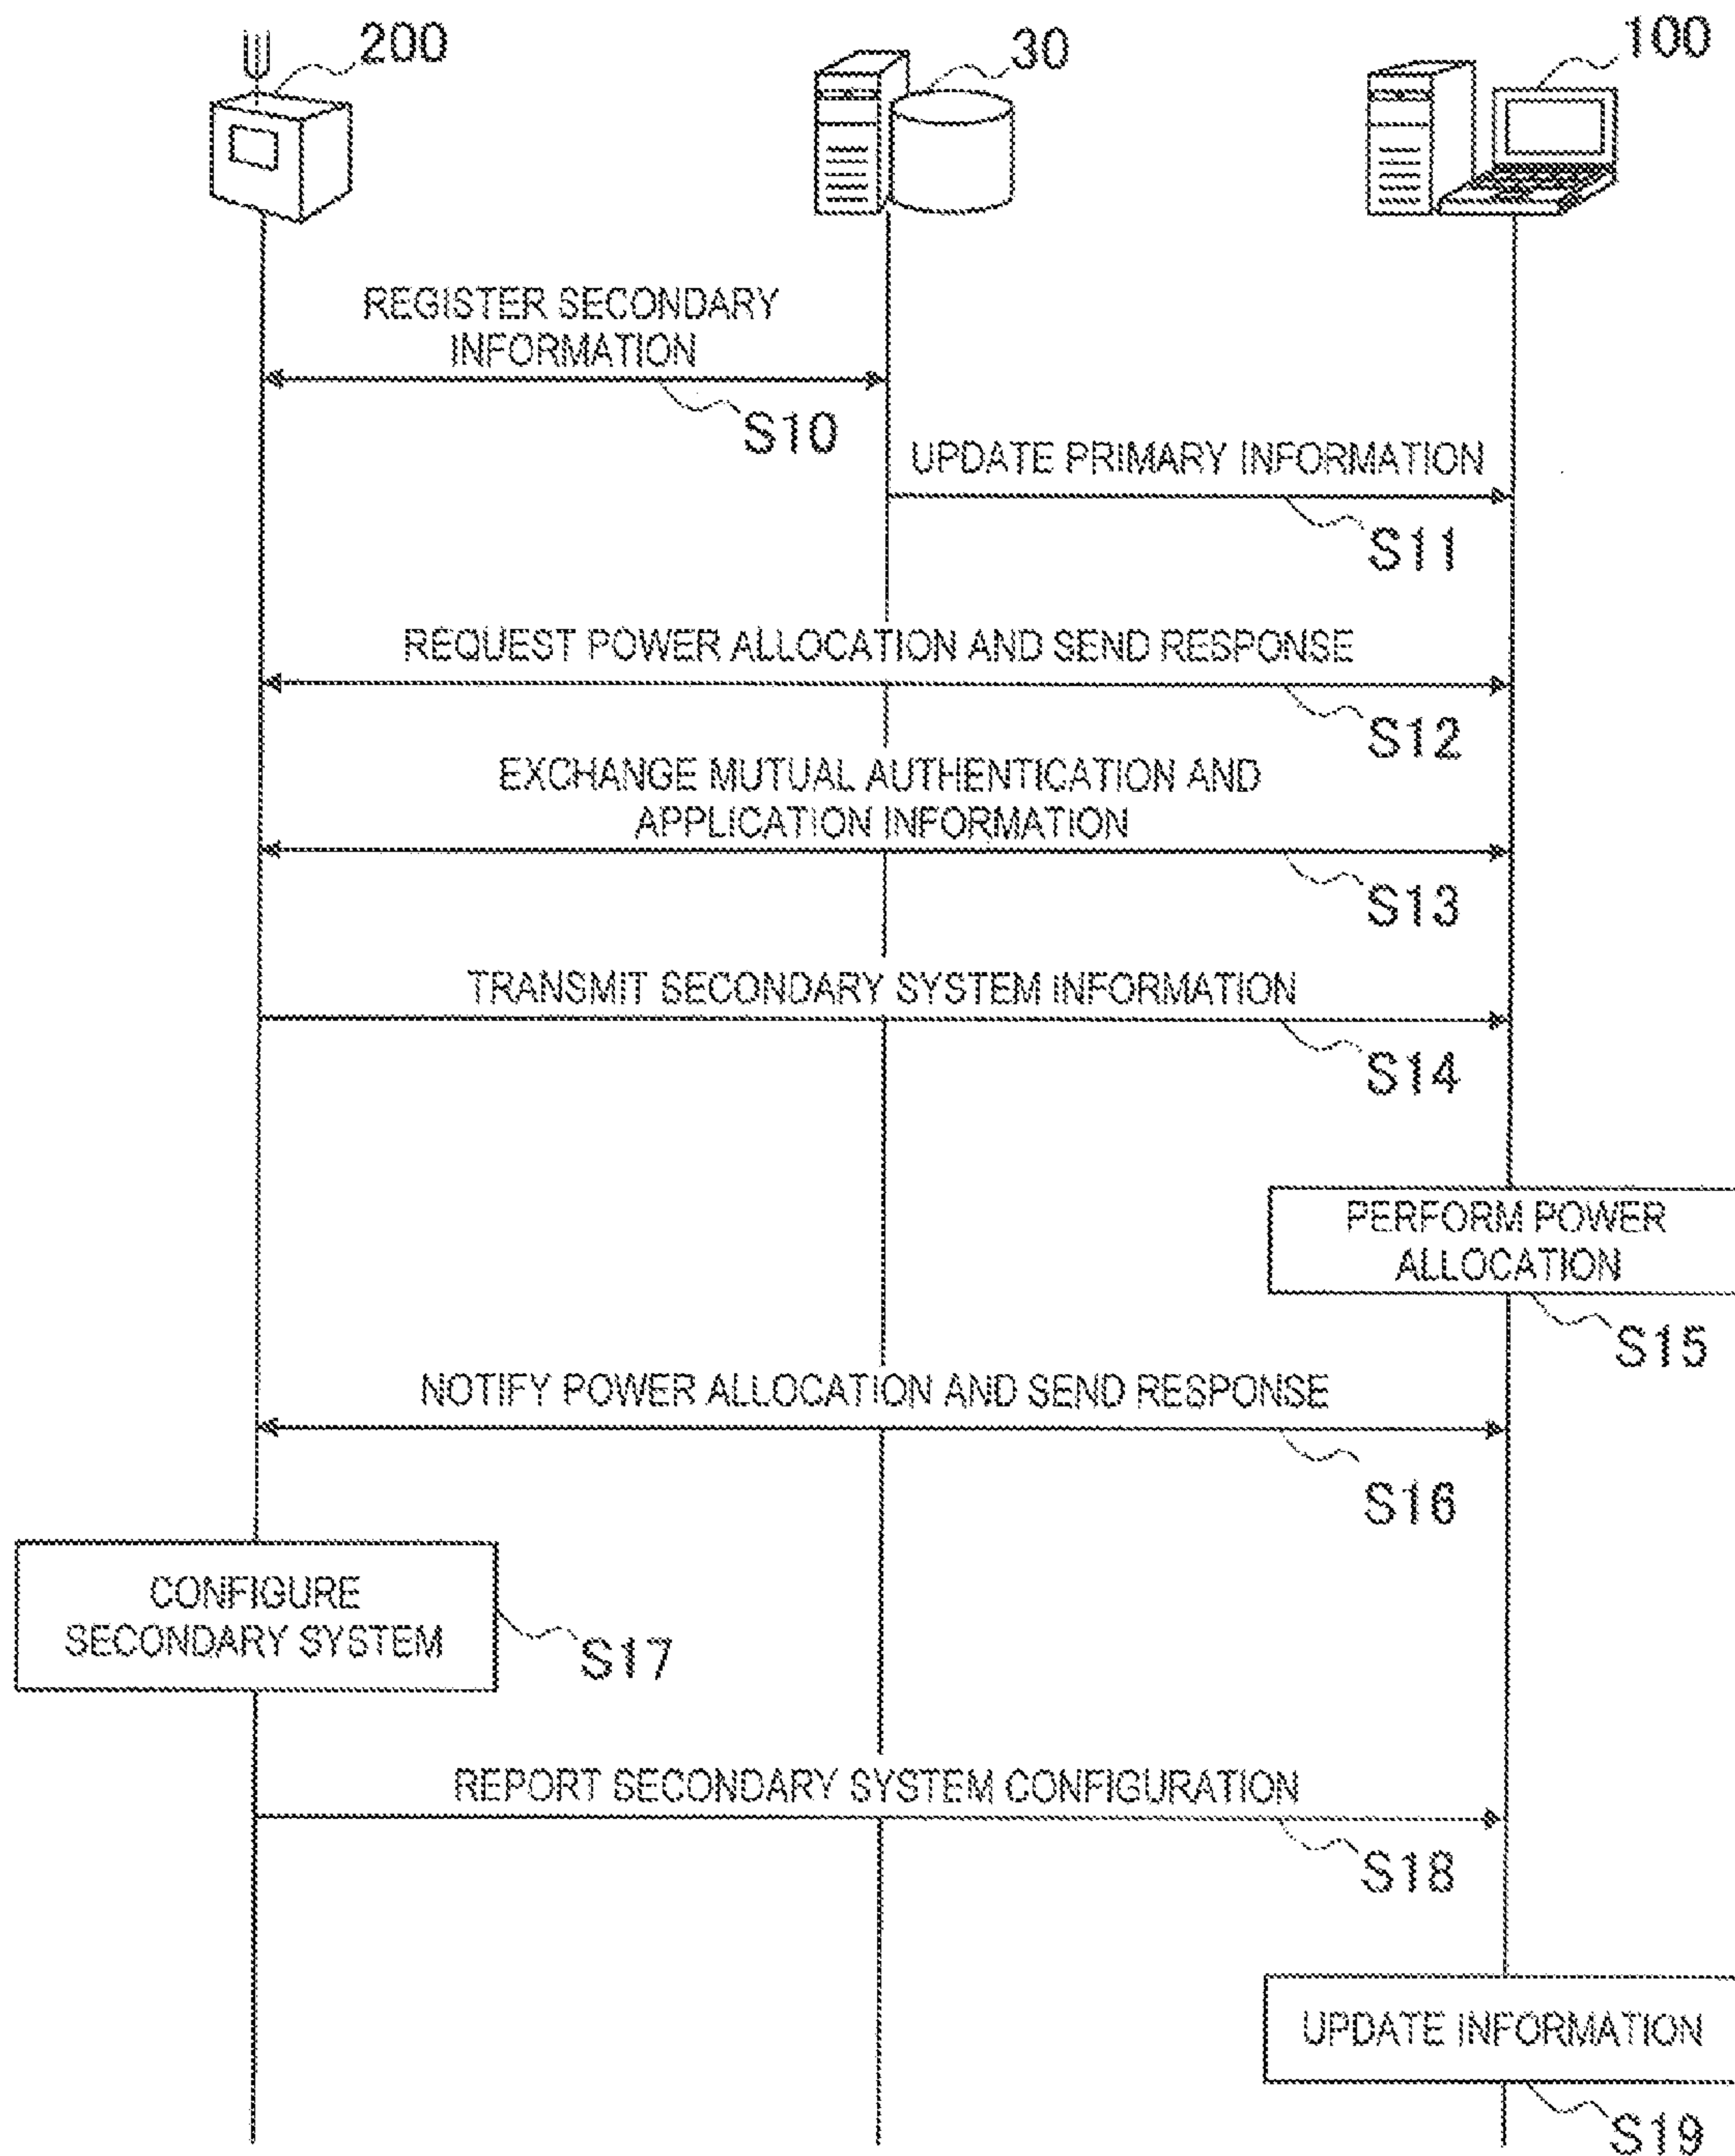 200
30
100
REGISTER SECONDARY
INFORMATION
S10
UPDATE PRIMARY INFORMATION
S11
REQUEST POWER ALLOCATION AND SEND RESPONSE
S12
EXCHANGE MUTUAL AUTHENTICATION AND
APPLICATION INFORMATION
S13
TRANSMIT SECONDARY SYSTEM INFORMATION
S14
PERFORM POWER
ALLOCATION
S15
NOTIFY POWER ALLOCATION AND SEND RESPONSE
S16
CONFIGURE
SECONDARY SYSTEM
S17
REPORT SECONDARY SYSTEM CONFIGURATION
S18
UPDATE INFORMATION
S19